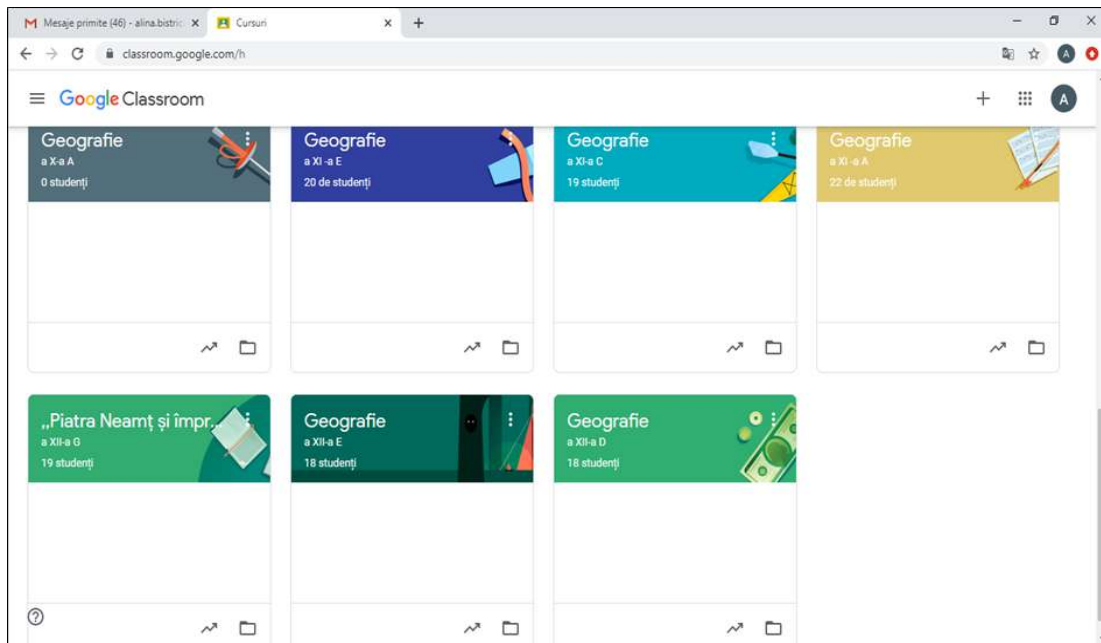 Mesaje primite (46) - alina.bistric
Cursuri
classroom.google.com/h
A
Google Classroom
A
Geografie
a X-a A
0 studenți
Geografie
a XI -a E
20 de studenți
Geografie
a XI-a C
19 studenți
Geografie
a XI -a A
22 de studenți
„Piatra Neamț și împr...
a XII-a G
19 studenți
Geografie
a XII-a E
18 studenți
Geografie
a XII-a D
18 studenți